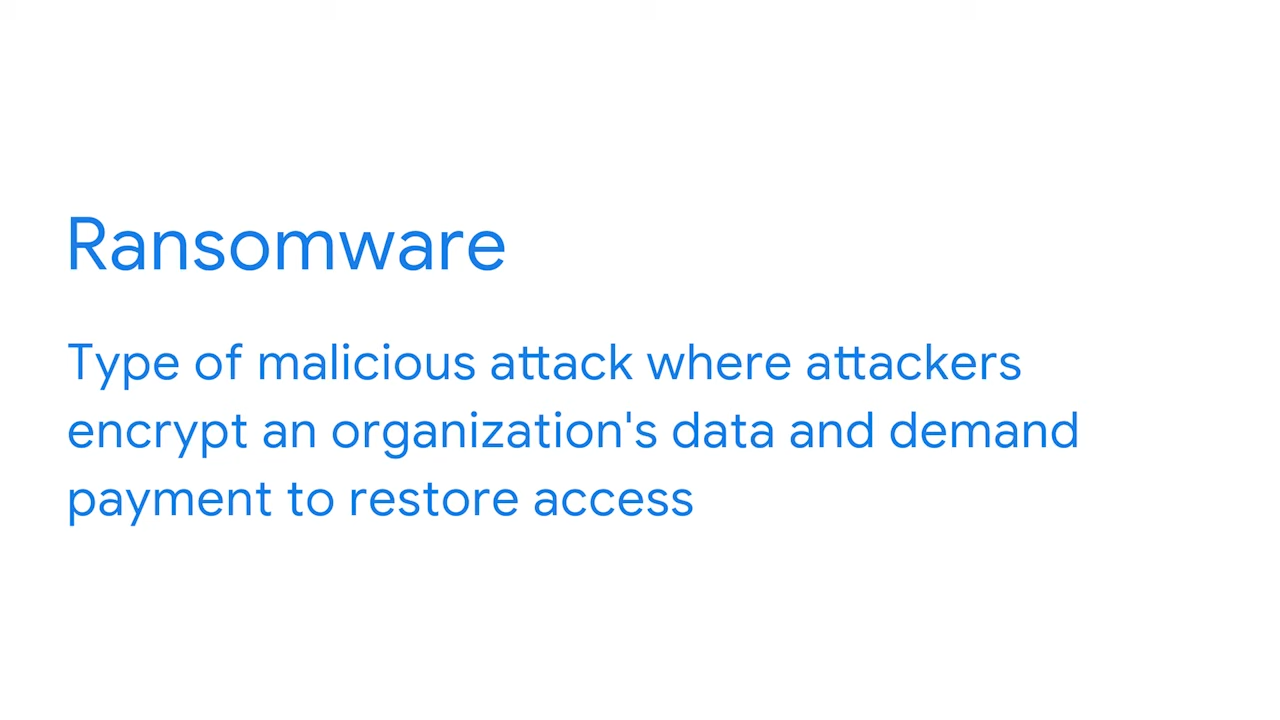 Ransomware
Type of malicious attack where attackers
encrypt an organization's data and demand
payment to restore access